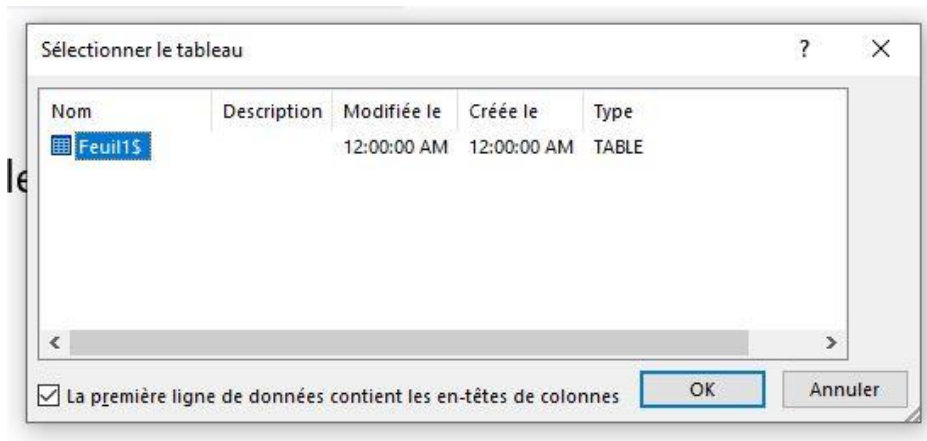 Sélectionner le tableau ? ×
Nom Description Modifiée le Créée le Type
Feuil1$ 12:00:00 AM 12:00:00 AM TABLE
le
La première ligne de données contient les en-têtes de colonnes OK Annuler